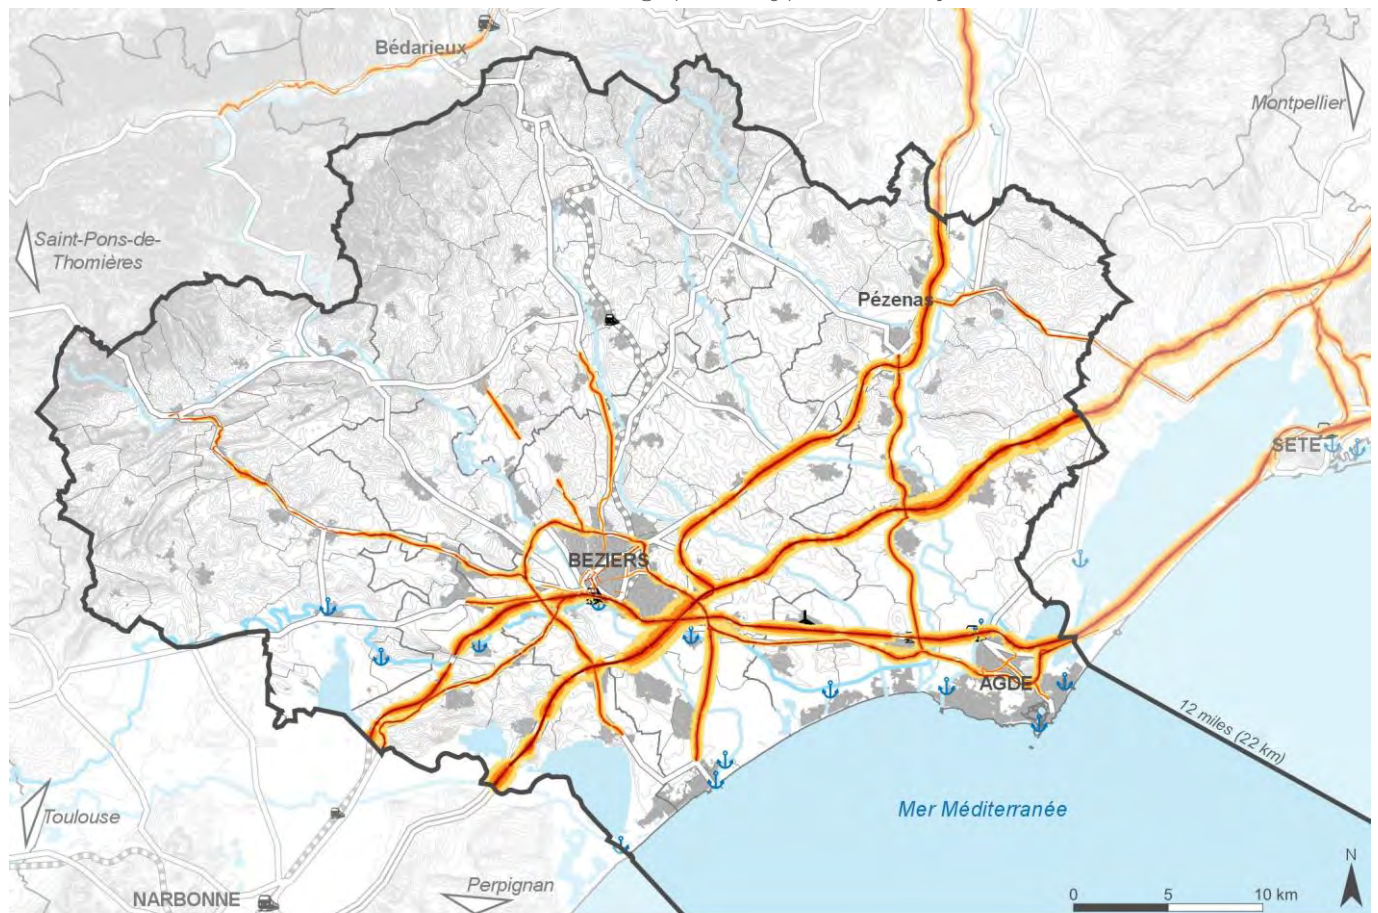 Bédarieux
Montpellier
Saint-Pons-de-
Thomières
Pézenas
SETE
BEZIERS
AGDE
12 miles (22 km)
Mer Méditerranée
Toulouse
Perpignan
NARBONNE
N
0 5 10 km